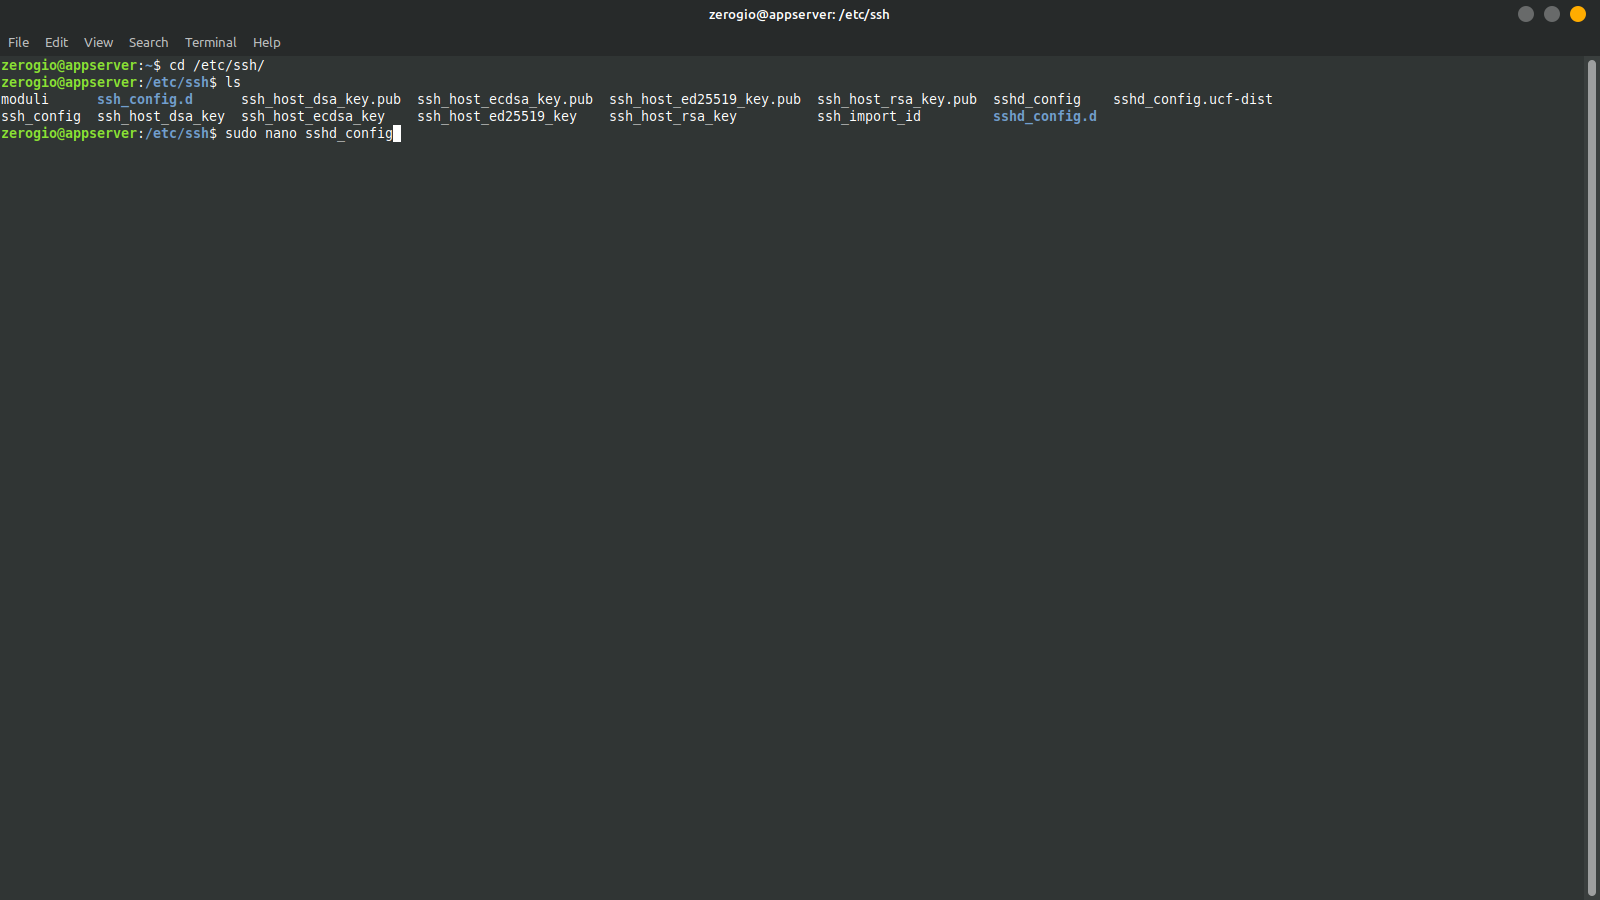 zerogio@appserver: /etc/ssh
File Edit View Search Terminal Help
zerogio@appserver:~$ cd /etc/ssh/
zerogio@appserver:/etc/ssh$ ls
moduli      ssh_config.d      ssh_host_dsa_key.pub  ssh_host_ecdsa_key.pub  ssh_host_ed25519_key.pub  ssh_host_rsa_key.pub  sshd_config    sshd_config.ucf-dist
ssh_config  ssh_host_dsa_key  ssh_host_ecdsa_key    ssh_host_ed25519_key    ssh_host_rsa_key          ssh_import_id         sshd_config.d
zerogio@appserver:/etc/ssh$ sudo nano sshd_config